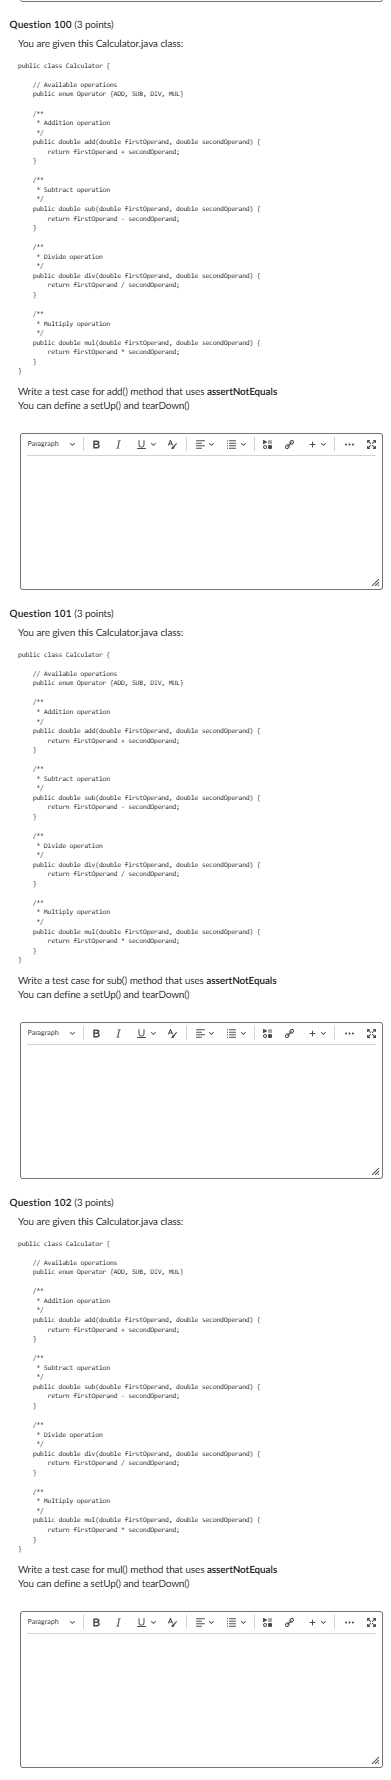 Question 100 (3 points)
You are given this Calculator.java class:
public class Calculator {
// Available operations
public enum Operator {ADD, SUB, DIV, MUL}
/**
* Addition operation
*/
public double add(double firstOperand, double secondOperand) {
return firstOperand + secondOperand;
}
/**
* Subtract operation
*/
public double sub(double firstOperand, double secondOperand) {
return firstOperand - secondOperand;
}
/**
* Divide operation
*/
public double div(double firstOperand, double secondOperand) {
return firstOperand / secondOperand;
}
/**
* Multiply operation
*/
public double mul(double firstOperand, double secondOperand) {
return firstOperand * secondOperand;
}
}
Write a test case for add() method that uses assertNotEquals
You can define a setUp() and tearDown()
Paragraph B I U A
Question 101 (3 points)
You are given this Calculator.java class:
public class Calculator {
// Available operations
public enum Operator {ADD, SUB, DIV, MUL}
/**
* Addition operation
*/
public double add(double firstOperand, double secondOperand) {
return firstOperand + secondOperand;
}
/**
* Subtract operation
*/
public double sub(double firstOperand, double secondOperand) {
return firstOperand - secondOperand;
}
/**
* Divide operation
*/
public double div(double firstOperand, double secondOperand) {
return firstOperand / secondOperand;
}
/**
* Multiply operation
*/
public double mul(double firstOperand, double secondOperand) {
return firstOperand * secondOperand;
}
}
Write a test case for sub() method that uses assertNotEquals
You can define a setUp() and tearDown()
Paragraph B I U A
Question 102 (3 points)
You are given this Calculator.java class:
public class Calculator {
// Available operations
public enum Operator {ADD, SUB, DIV, MUL}
/**
* Addition operation
*/
public double add(double firstOperand, double secondOperand) {
return firstOperand + secondOperand;
}
/**
* Subtract operation
*/
public double sub(double firstOperand, double secondOperand) {
return firstOperand - secondOperand;
}
/**
* Divide operation
*/
public double div(double firstOperand, double secondOperand) {
return firstOperand / secondOperand;
}
/**
* Multiply operation
*/
public double mul(double firstOperand, double secondOperand) {
return firstOperand * secondOperand;
}
}
Write a test case for mul() method that uses assertNotEquals
You can define a setUp() and tearDown()
Paragraph B I U A